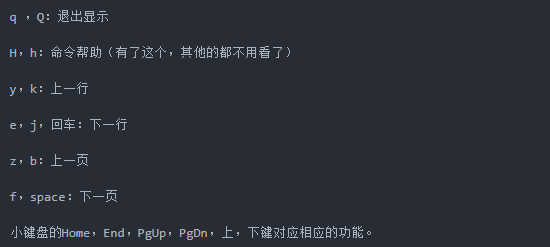 q ，Q：退出显示
H，h：命令帮助（有了这个，其他的都不用看了）
y，k：上一行
e，j，回车：下一行
z，b：上一页
f，space：下一页
小键盘的Home，End，PgUp，PgDn，上，下键对应相应的功能。